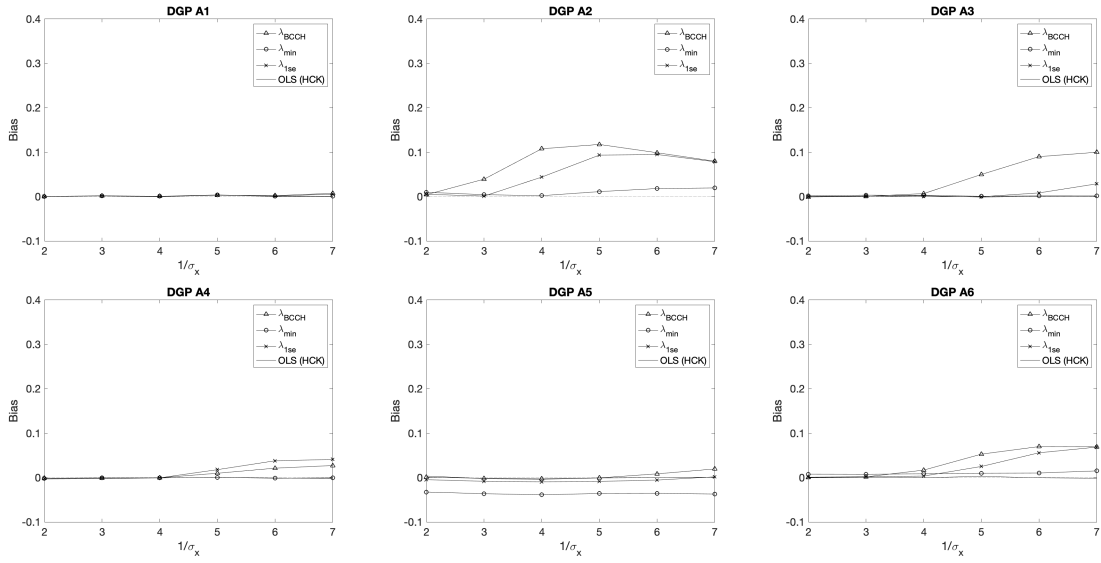 DGP A1
0.4
0.3
0.2
0.1
0
-0.1
Bias
2 3 4 5 6 7
1/σx
λBCCH
λmin
λ1se
OLS (HCK)
DGP A2
0.4
0.3
0.2
0.1
0
-0.1
Bias
2 3 4 5 6 7
1/σx
λBCCH
λmin
λ1se
DGP A3
0.4
0.3
0.2
0.1
0
-0.1
Bias
2 3 4 5 6 7
1/σx
λBCCH
λmin
λ1se
OLS (HCK)
DGP A4
0.4
0.3
0.2
0.1
0
-0.1
Bias
2 3 4 5 6 7
1/σx
λBCCH
λmin
λ1se
OLS (HCK)
DGP A5
0.4
0.3
0.2
0.1
0
-0.1
Bias
2 3 4 5 6 7
1/σx
λBCCH
λmin
λ1se
OLS (HCK)
DGP A6
0.4
0.3
0.2
0.1
0
-0.1
Bias
2 3 4 5 6 7
1/σx
λBCCH
λmin
λ1se
OLS (HCK)